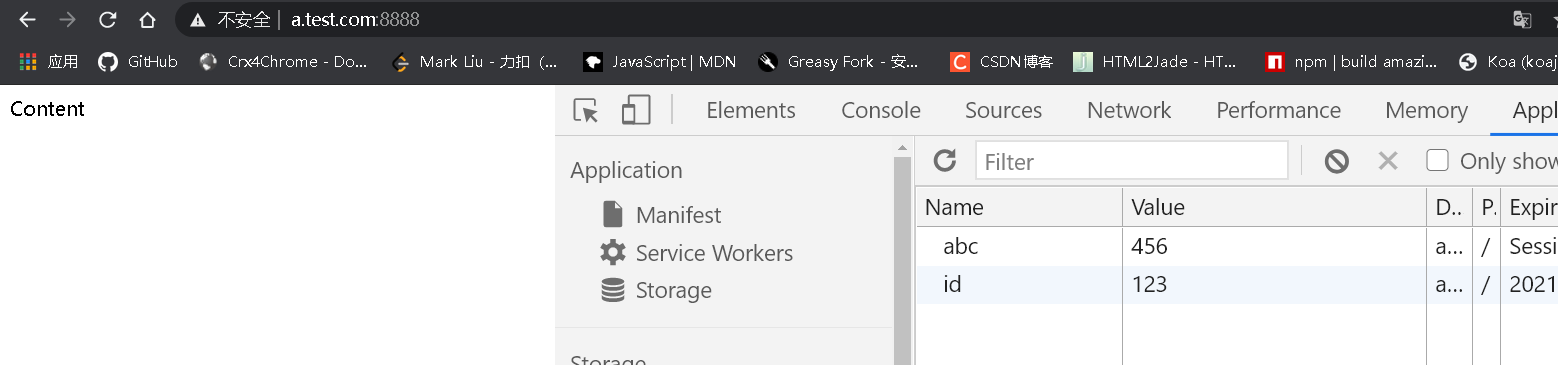 不安全 a.test.com:8888
应用 GitHub Crx4Chrome - Do... Mark Liu - 力扣（... JavaScript | MDN Greasy Fork - 安... CSDN博客 HTML2Jade - HT... npm | build amazi... Koa (koaj
Content
Elements Console Sources Network Performance Memory Appl
Application
Filter
Only show
Manifest
Service Workers
Storage
Storage
Name Value D.. P. Expir
abc 456 a... / Sessi
id 123 a... / 2021